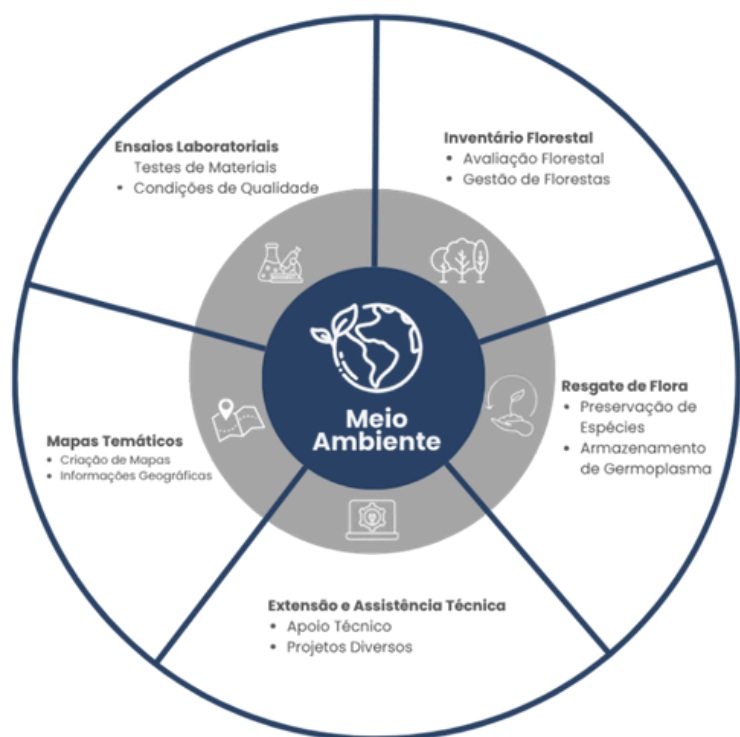 Ensaios Laboratoriais
Testes de Materiais
• Condições de Qualidade
Inventário Florestal
• Avaliação Florestal
• Gestão de Florestas
Meio
Ambiente
Resgate de Flora
• Preservação de
Espécies
• Armazenamento
de Germoplasma
Mapas Temáticos
• Criação de Mapas
• Informações Geográficas
Extensão e Assistência Técnica
• Apoio Técnico
• Projetos Diversos